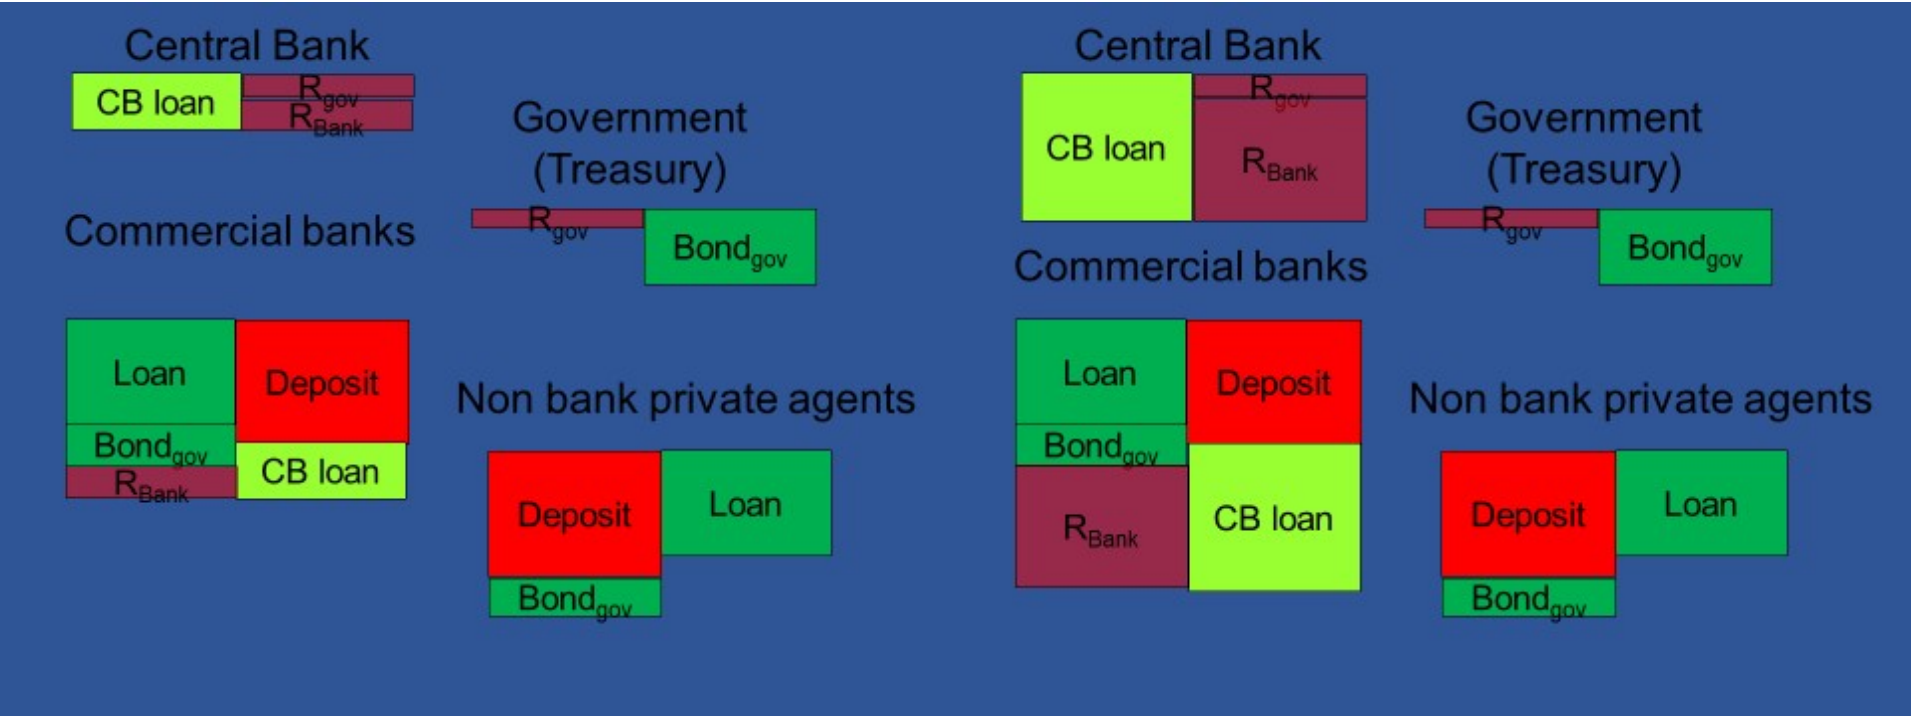 Central Bank
CB loan
Rgov
RBank
Government
(Treasury)
Rgov
Bondgov
Commercial banks
Loan
Deposit
Bondgov
RBank
CB loan
Non bank private agents
Deposit
Loan
Bondgov
Central Bank
CB loan
Rgov
RBank
Government
(Treasury)
Rgov
Bondgov
Commercial banks
Loan
Deposit
Bondgov
RBank
CB loan
Non bank private agents
Deposit
Loan
Bondgov